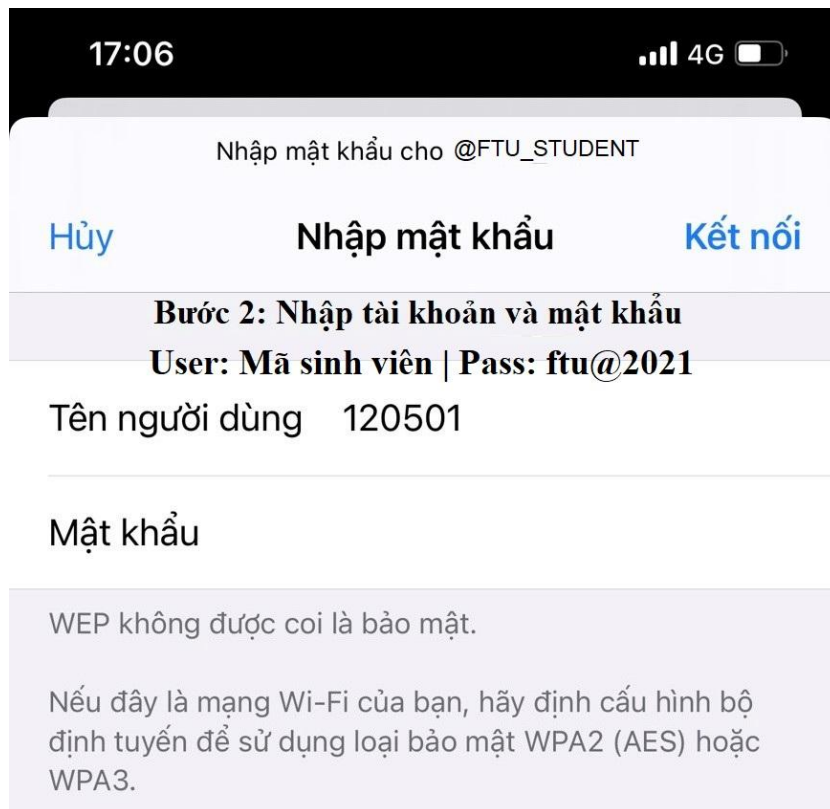 17:06
4G
Nhập mật khẩu cho @FTU_STUDENT
Hủy Nhập mật khẩu Kết nối
Bước 2: Nhập tài khoản và mật khẩu
User: Mã sinh viên | Pass: ftu@2021
Tên người dùng 120501
Mật khẩu
WEP không được coi là bảo mật.
Nếu đây là mạng Wi-Fi của bạn, hãy định cấu hình bộ
định tuyến để sử dụng loại bảo mật WPA2 (AES) hoặc
WPA3.